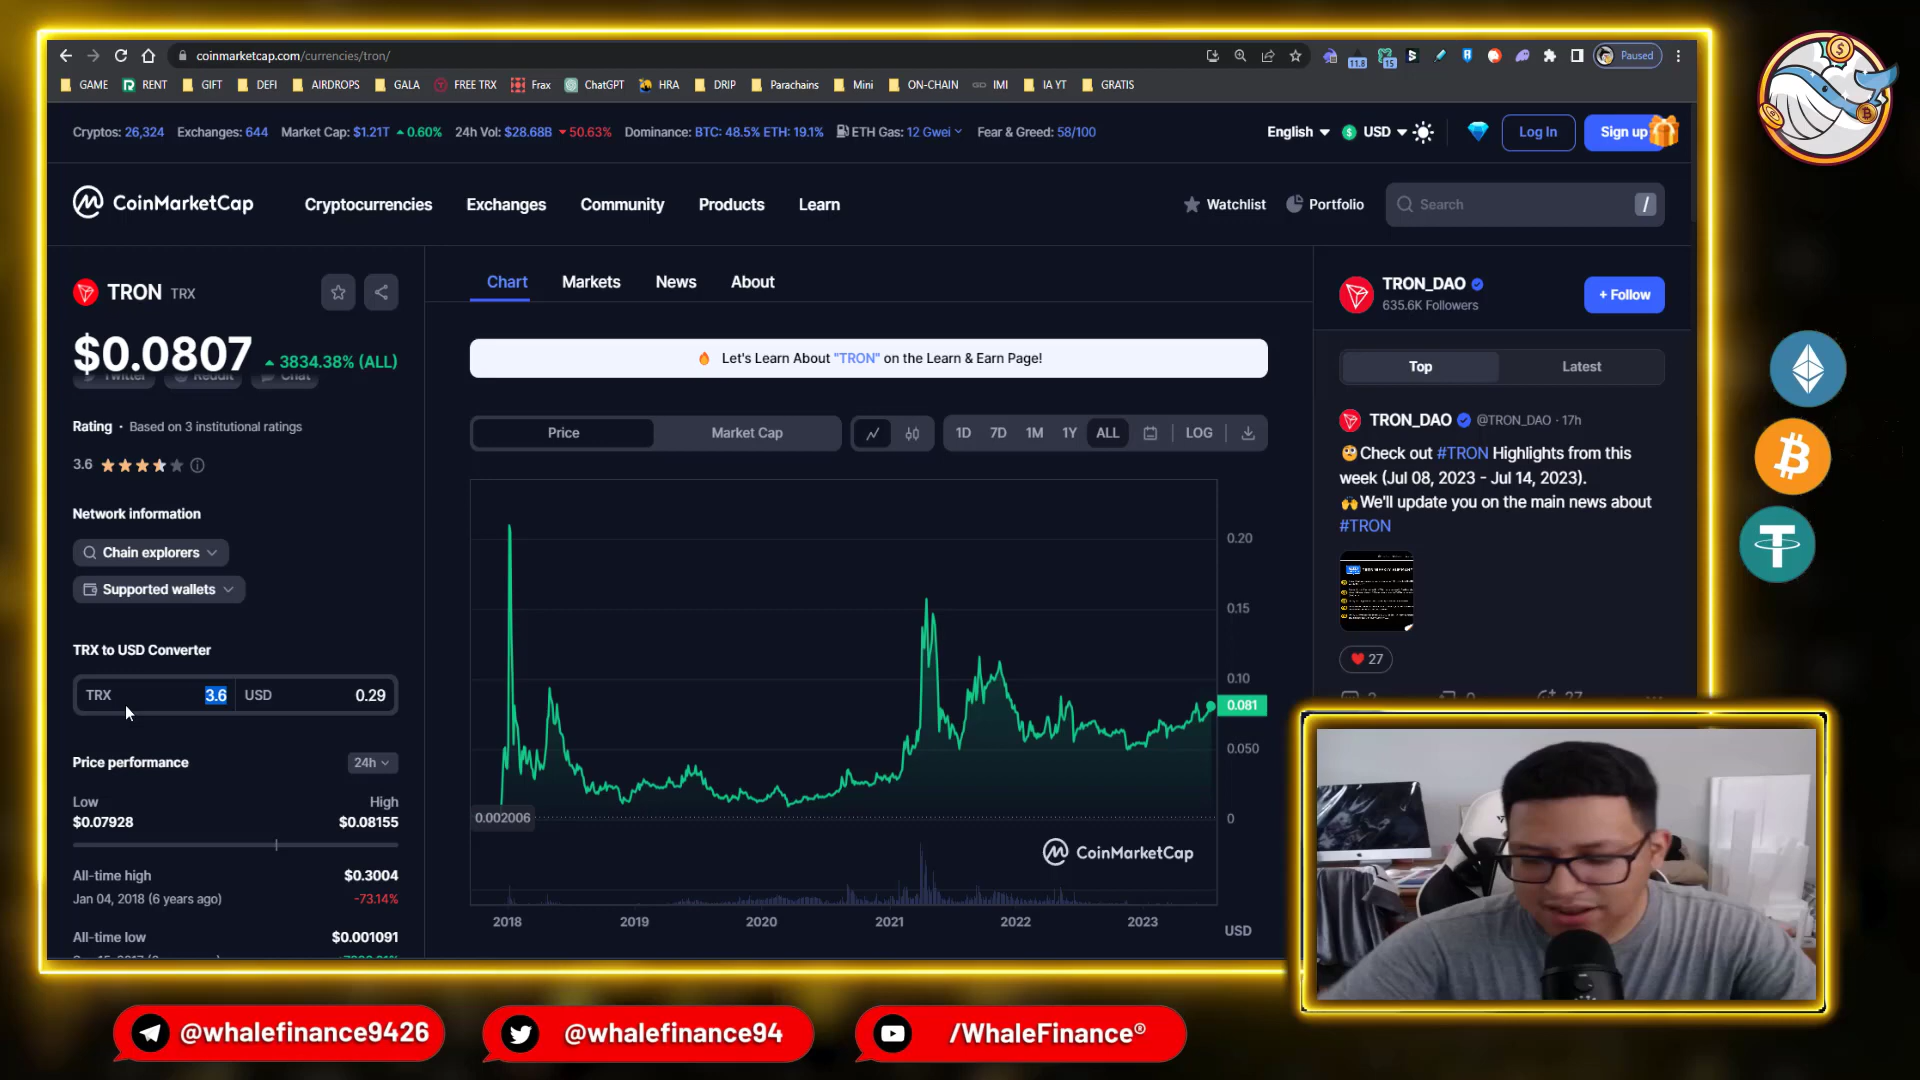 coinmarketcap.com/currencies/tron/
11.8
15
Paused
GAME
RENT
GIFT
DEFI
AIRDROPS
GALA
FREE TRX
Frax
ChatGPT
HRA
DRIP
Parachains
Mini
ON-CHAIN
IMI
IA YT
GRATIS
Cryptos: 26,324
Exchanges: 644
Market Cap: $1.21T 0.60%
24h Vol: $28.68B 50.63%
Dominance: BTC: 48.5% ETH: 19.1%
ETH Gas: 12 Gwei
Fear & Greed: 58/100
English
USD
Log In
Sign up
CoinMarketCap
Cryptocurrencies
Exchanges
Community
Products
Learn
Watchlist
Portfolio
Search
/
TRON TRX
$0.0807 3834.38% (ALL)
Twitter
Reddit
Chat
Rating · Based on 3 institutional ratings
3.6
Network information
Chain explorers
Supported wallets
TRX to USD Converter
TRX 3.6
USD 0.29
Price performance
24h
Low
High
$0.07928
$0.08155
All-time high
$0.3004
Jan 04, 2018 (6 years ago)
-73.14%
All-time low
$0.001091
Chart
Markets
News
About
Let's Learn About "TRON" on the Learn & Earn Page!
Price
Market Cap
1D
7D
1M
1Y
ALL
LOG
0.20
0.15
0.10
0.081
0.050
0.002006
0
CoinMarketCap
2018
2019
2020
2021
2022
2023
USD
TRON_DAO
635.6K Followers
+ Follow
Top
Latest
TRON_DAO @TRON_DAO · 17h
Check out #TRON Highlights from this
week (Jul 08, 2023 - Jul 14, 2023).
We'll update you on the main news about
#TRON
27
@whalefinance9426
@whalefinance94
/WhaleFinance®